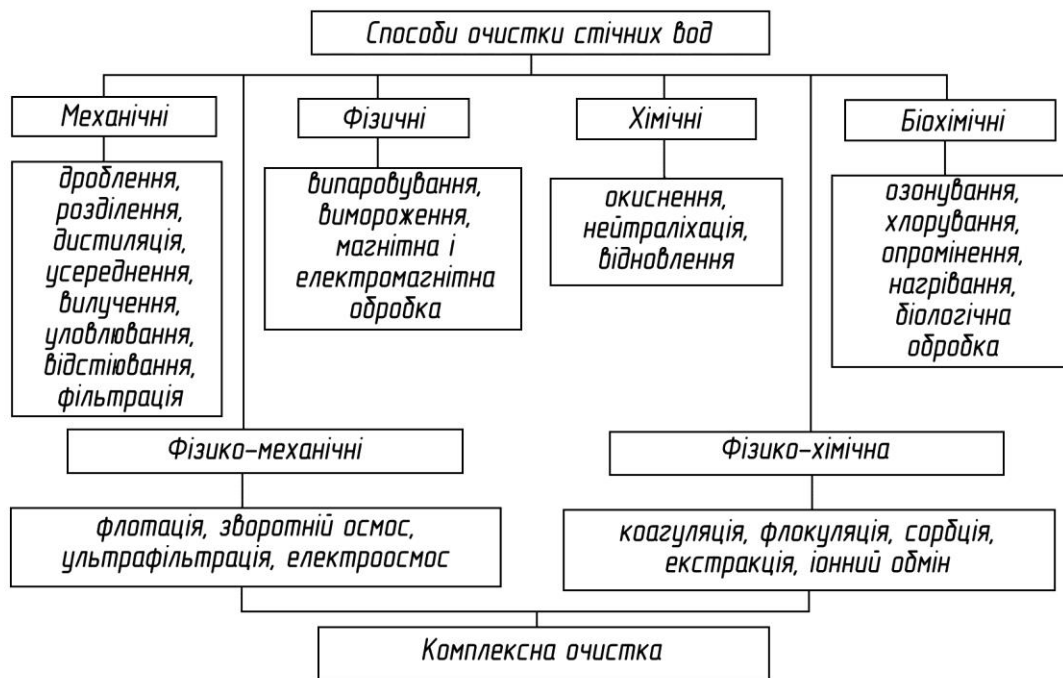 Способи очистки стічних вод
Механічні
Фізичні
Хімічні
Біохімічні
дроблення,
розділення,
дистиляція,
усереднення,
вилучення,
уловлювання,
відстіювання,
фільтрація
випаровування,
вимороження,
магнітна і
електромагнітна
обробка
окиснення,
нейтраліхація,
відновлення
озонування,
хлорування,
опромінення,
нагрівання,
біологічна
обробка
Фізико-механічні
Фізико-хімічна
флотація, зворотній осмос,
ультрафільтрація, електроосмос
коагуляція, флокуляція, сорбція,
екстракція, іонний обмін
Комплексна очистка